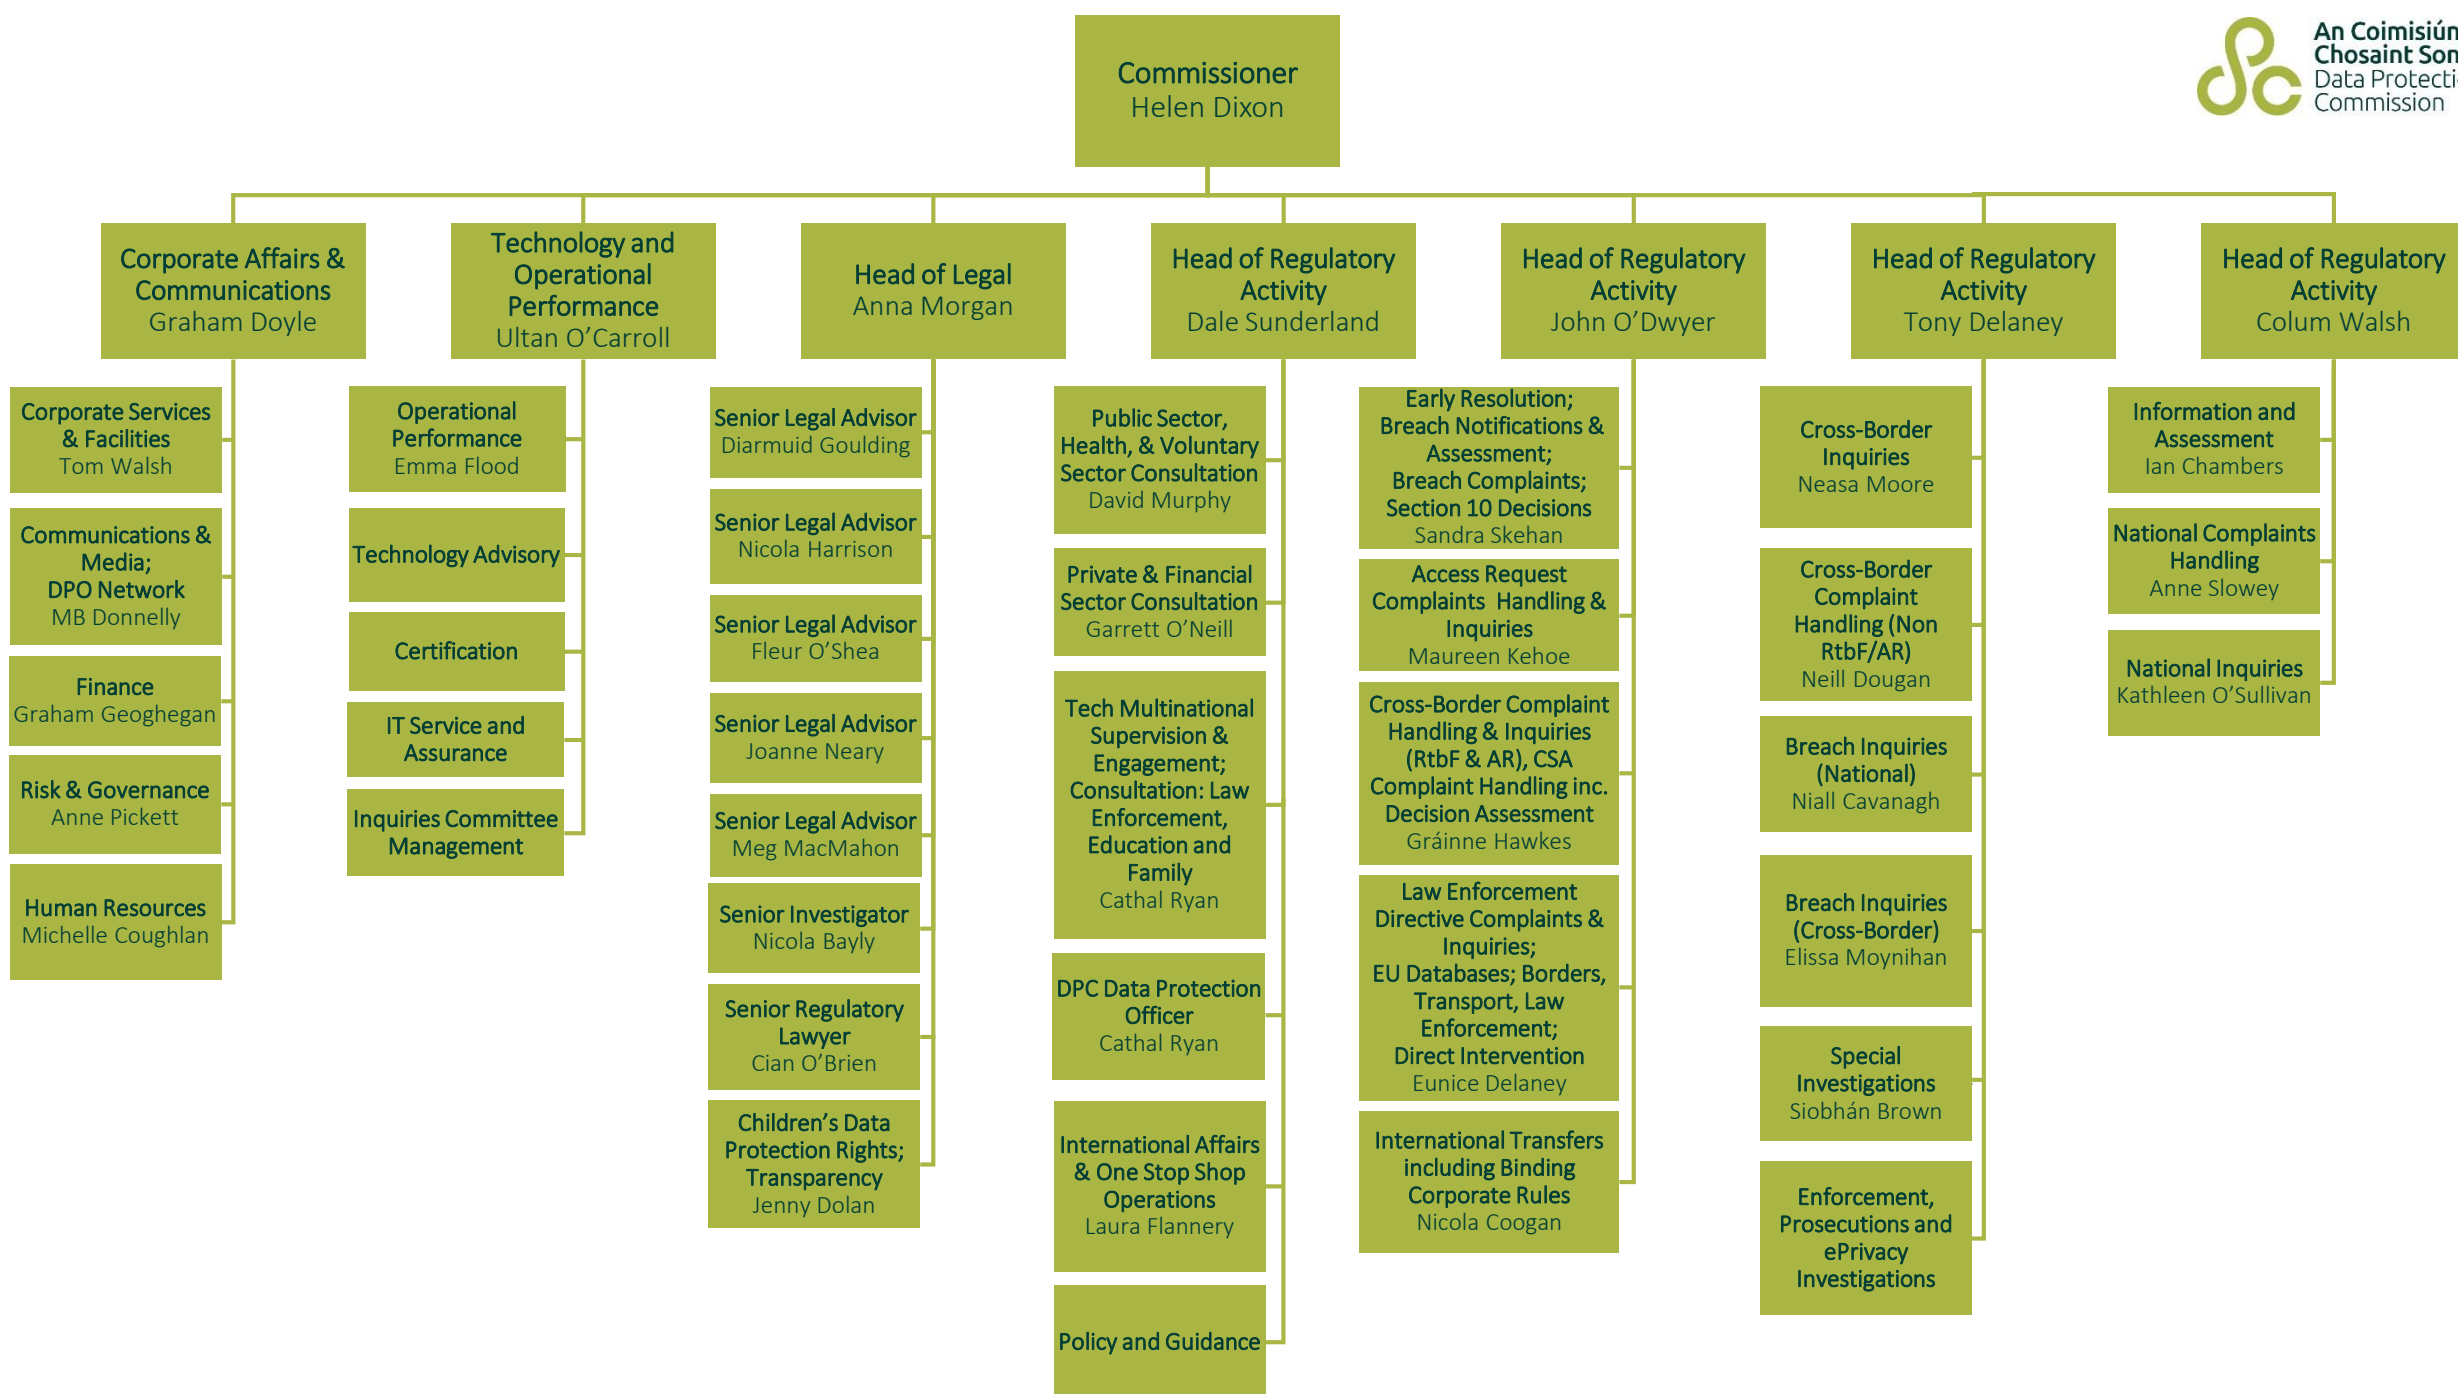 An Coimisiún
Chosaint Son
Data Protecti
Commission
Commissioner
Helen Dixon
Corporate Affairs &
Communications
Graham Doyle
Corporate Services
& Facilities
Tom Walsh
Communications &
Media;
DPO Network
MB Donnelly
Finance
Graham Geoghegan
Risk & Governance
Anne Pickett
Human Resources
Michelle Coughlan
Technology and
Operational
Performance
Ultan O’Carroll
Operational
Performance
Emma Flood
Technology Advisory
Certification
IT Service and
Assurance
Inquiries Committee
Management
Head of Legal
Anna Morgan
Senior Legal Advisor
Diarmuid Goulding
Senior Legal Advisor
Nicola Harrison
Senior Legal Advisor
Fleur O’Shea
Senior Legal Advisor
Joanne Neary
Senior Legal Advisor
Meg MacMahon
Senior Investigator
Nicola Bayly
Senior Regulatory
Lawyer
Cian O’Brien
Children’s Data
Protection Rights;
Transparency
Jenny Dolan
Head of Regulatory
Activity
Dale Sunderland
Public Sector,
Health, & Voluntary
Sector Consultation
David Murphy
Private & Financial
Sector Consultation
Garrett O’Neill
Tech Multinational
Supervision &
Engagement;
Consultation: Law
Enforcement,
Education and
Family
Cathal Ryan
DPC Data Protection
Officer
Cathal Ryan
International Affairs
& One Stop Shop
Operations
Laura Flannery
Policy and Guidance
Head of Regulatory
Activity
John O’Dwyer
Early Resolution;
Breach Notifications &
Assessment;
Breach Complaints;
Section 10 Decisions
Sandra Skehan
Access Request
Complaints Handling &
Inquiries
Maureen Kehoe
Cross-Border Complaint
Handling & Inquiries
(RtbF & AR), CSA
Complaint Handling inc.
Decision Assessment
Gráinne Hawkes
Law Enforcement
Directive Complaints &
Inquiries;
EU Databases; Borders,
Transport, Law
Enforcement;
Direct Intervention
Eunice Delaney
International Transfers
including Binding
Corporate Rules
Nicola Coogan
Head of Regulatory
Activity
Tony Delaney
Cross-Border
Inquiries
Neasa Moore
Cross-Border
Complaint
Handling (Non
RtbF/AR)
Neill Dougan
Breach Inquiries
(National)
Niall Cavanagh
Breach Inquiries
(Cross-Border)
Elissa Moynihan
Special
Investigations
Siobhán Brown
Enforcement,
Prosecutions and
ePrivacy
Investigations
Head of Regulatory
Activity
Colum Walsh
Information and
Assessment
Ian Chambers
National Complaints
Handling
Anne Slowey
National Inquiries
Kathleen O’Sullivan